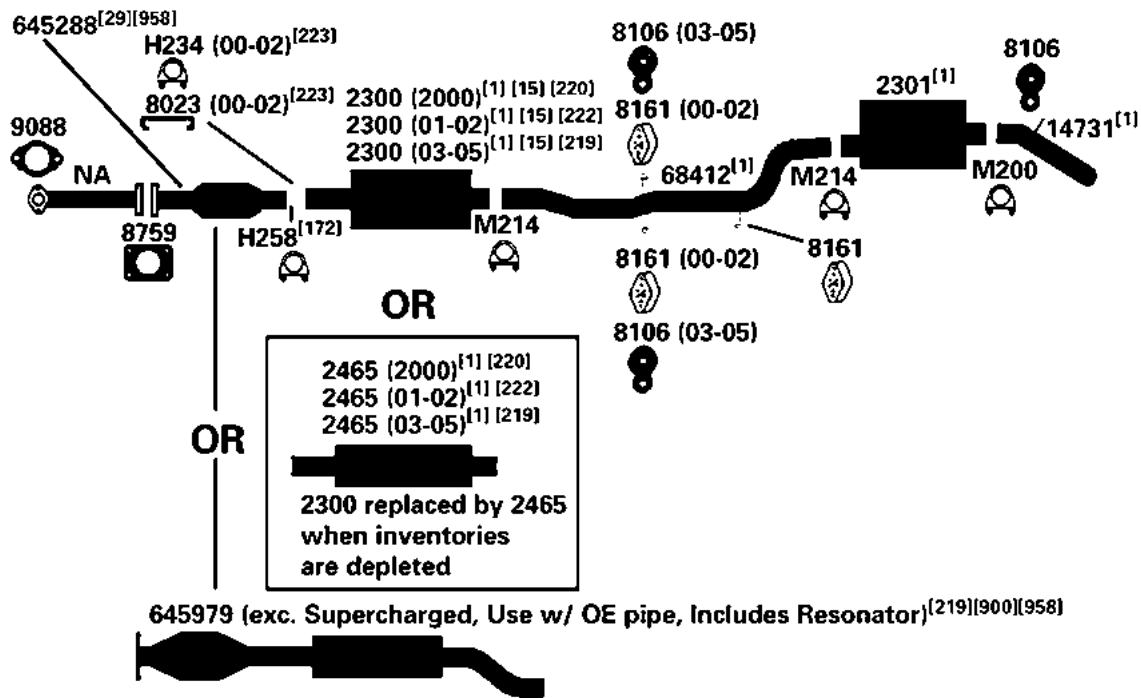 645288[29][958]
H234 (00-02)[223]
8023 (00-02)[223]
9088
NA
8759
H258[172]
2300 (2000)[1] [15] [220]
2300 (01-02)[1] [15] [222]
2300 (03-05)[1] [15] [219]
M214
8106 (03-05)
8161 (00-02)
68412[1]
8161 (00-02)
8106 (03-05)
8161
M214
2301[1]
8106
14731[1]
M200
OR
2465 (2000)[1] [220]
2465 (01-02)[1] [222]
2465 (03-05)[1] [219]
2300 replaced by 2465
when inventories
are depleted
OR
645979 (exc. Supercharged, Use w/ OE pipe, Includes Resonator)[219][900][958]